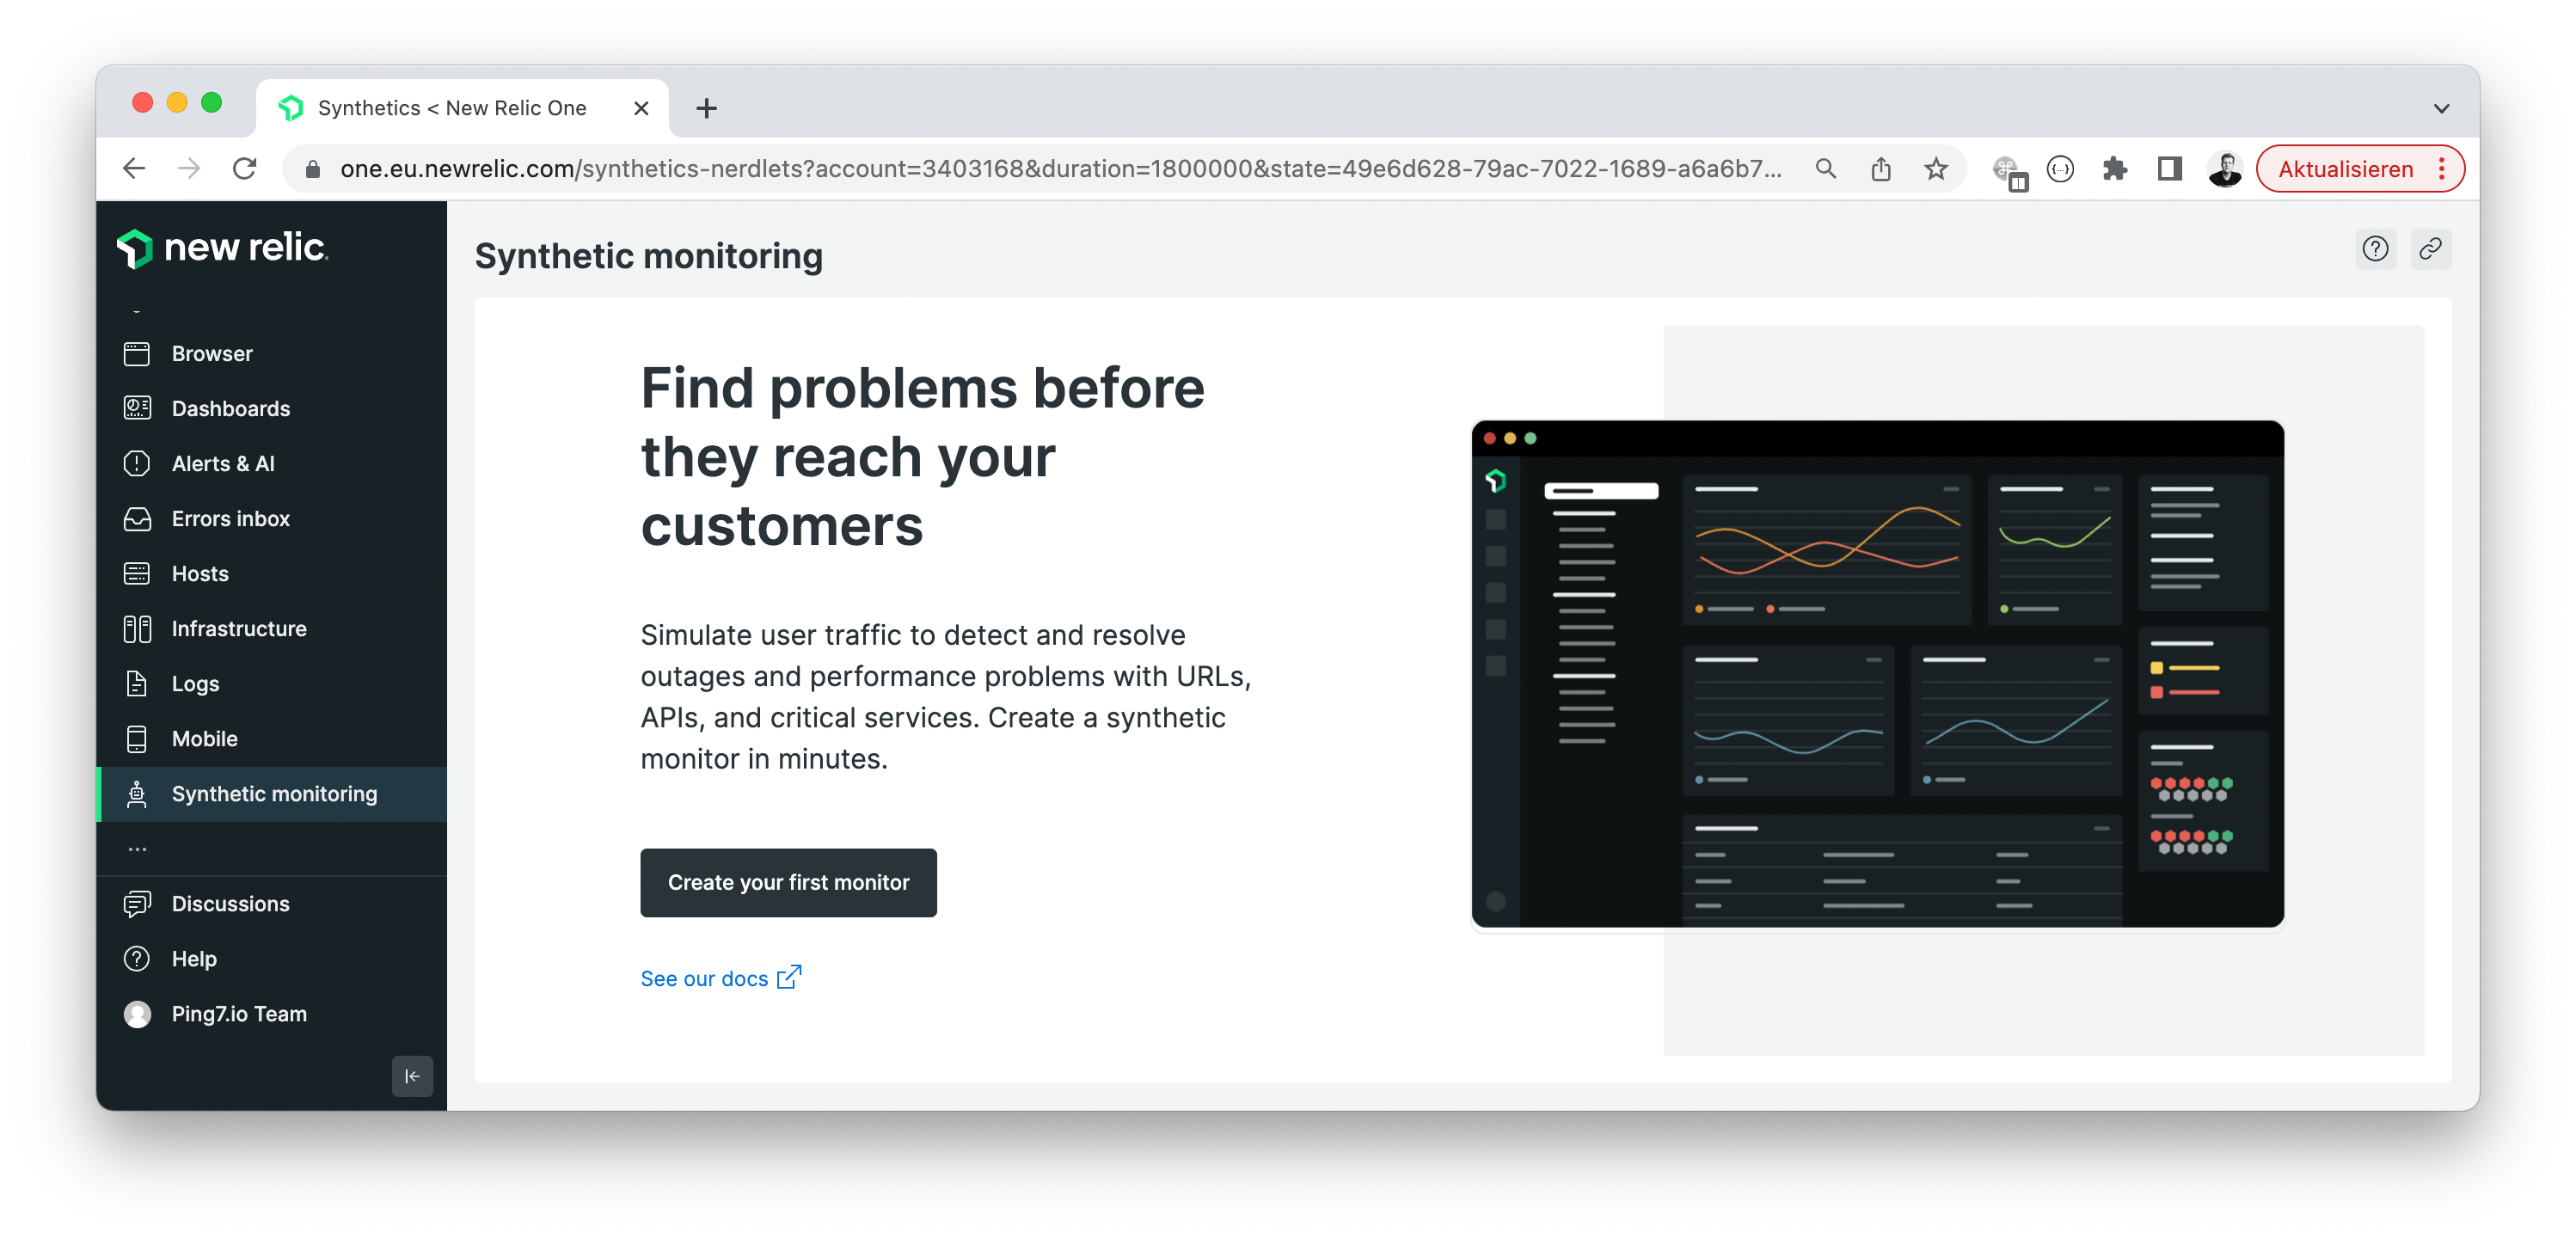 Synthetics < New Relic One
one.eu.newrelic.com/synthetics-nerdlets?account=3403168&duration=1800000&state=49e6d628-79ac-7022-1689-a6a6b7...
Aktualisieren
new relic.
Synthetic monitoring
Browser
Dashboards
Alerts & AI
Errors inbox
Hosts
Infrastructure
Logs
Mobile
Synthetic monitoring
...
Discussions
Help
Ping7.io Team
Find problems before
they reach your
customers
Simulate user traffic to detect and resolve
outages and performance problems with URLs,
APIs, and critical services. Create a synthetic
monitor in minutes.
Create your first monitor
See our docs